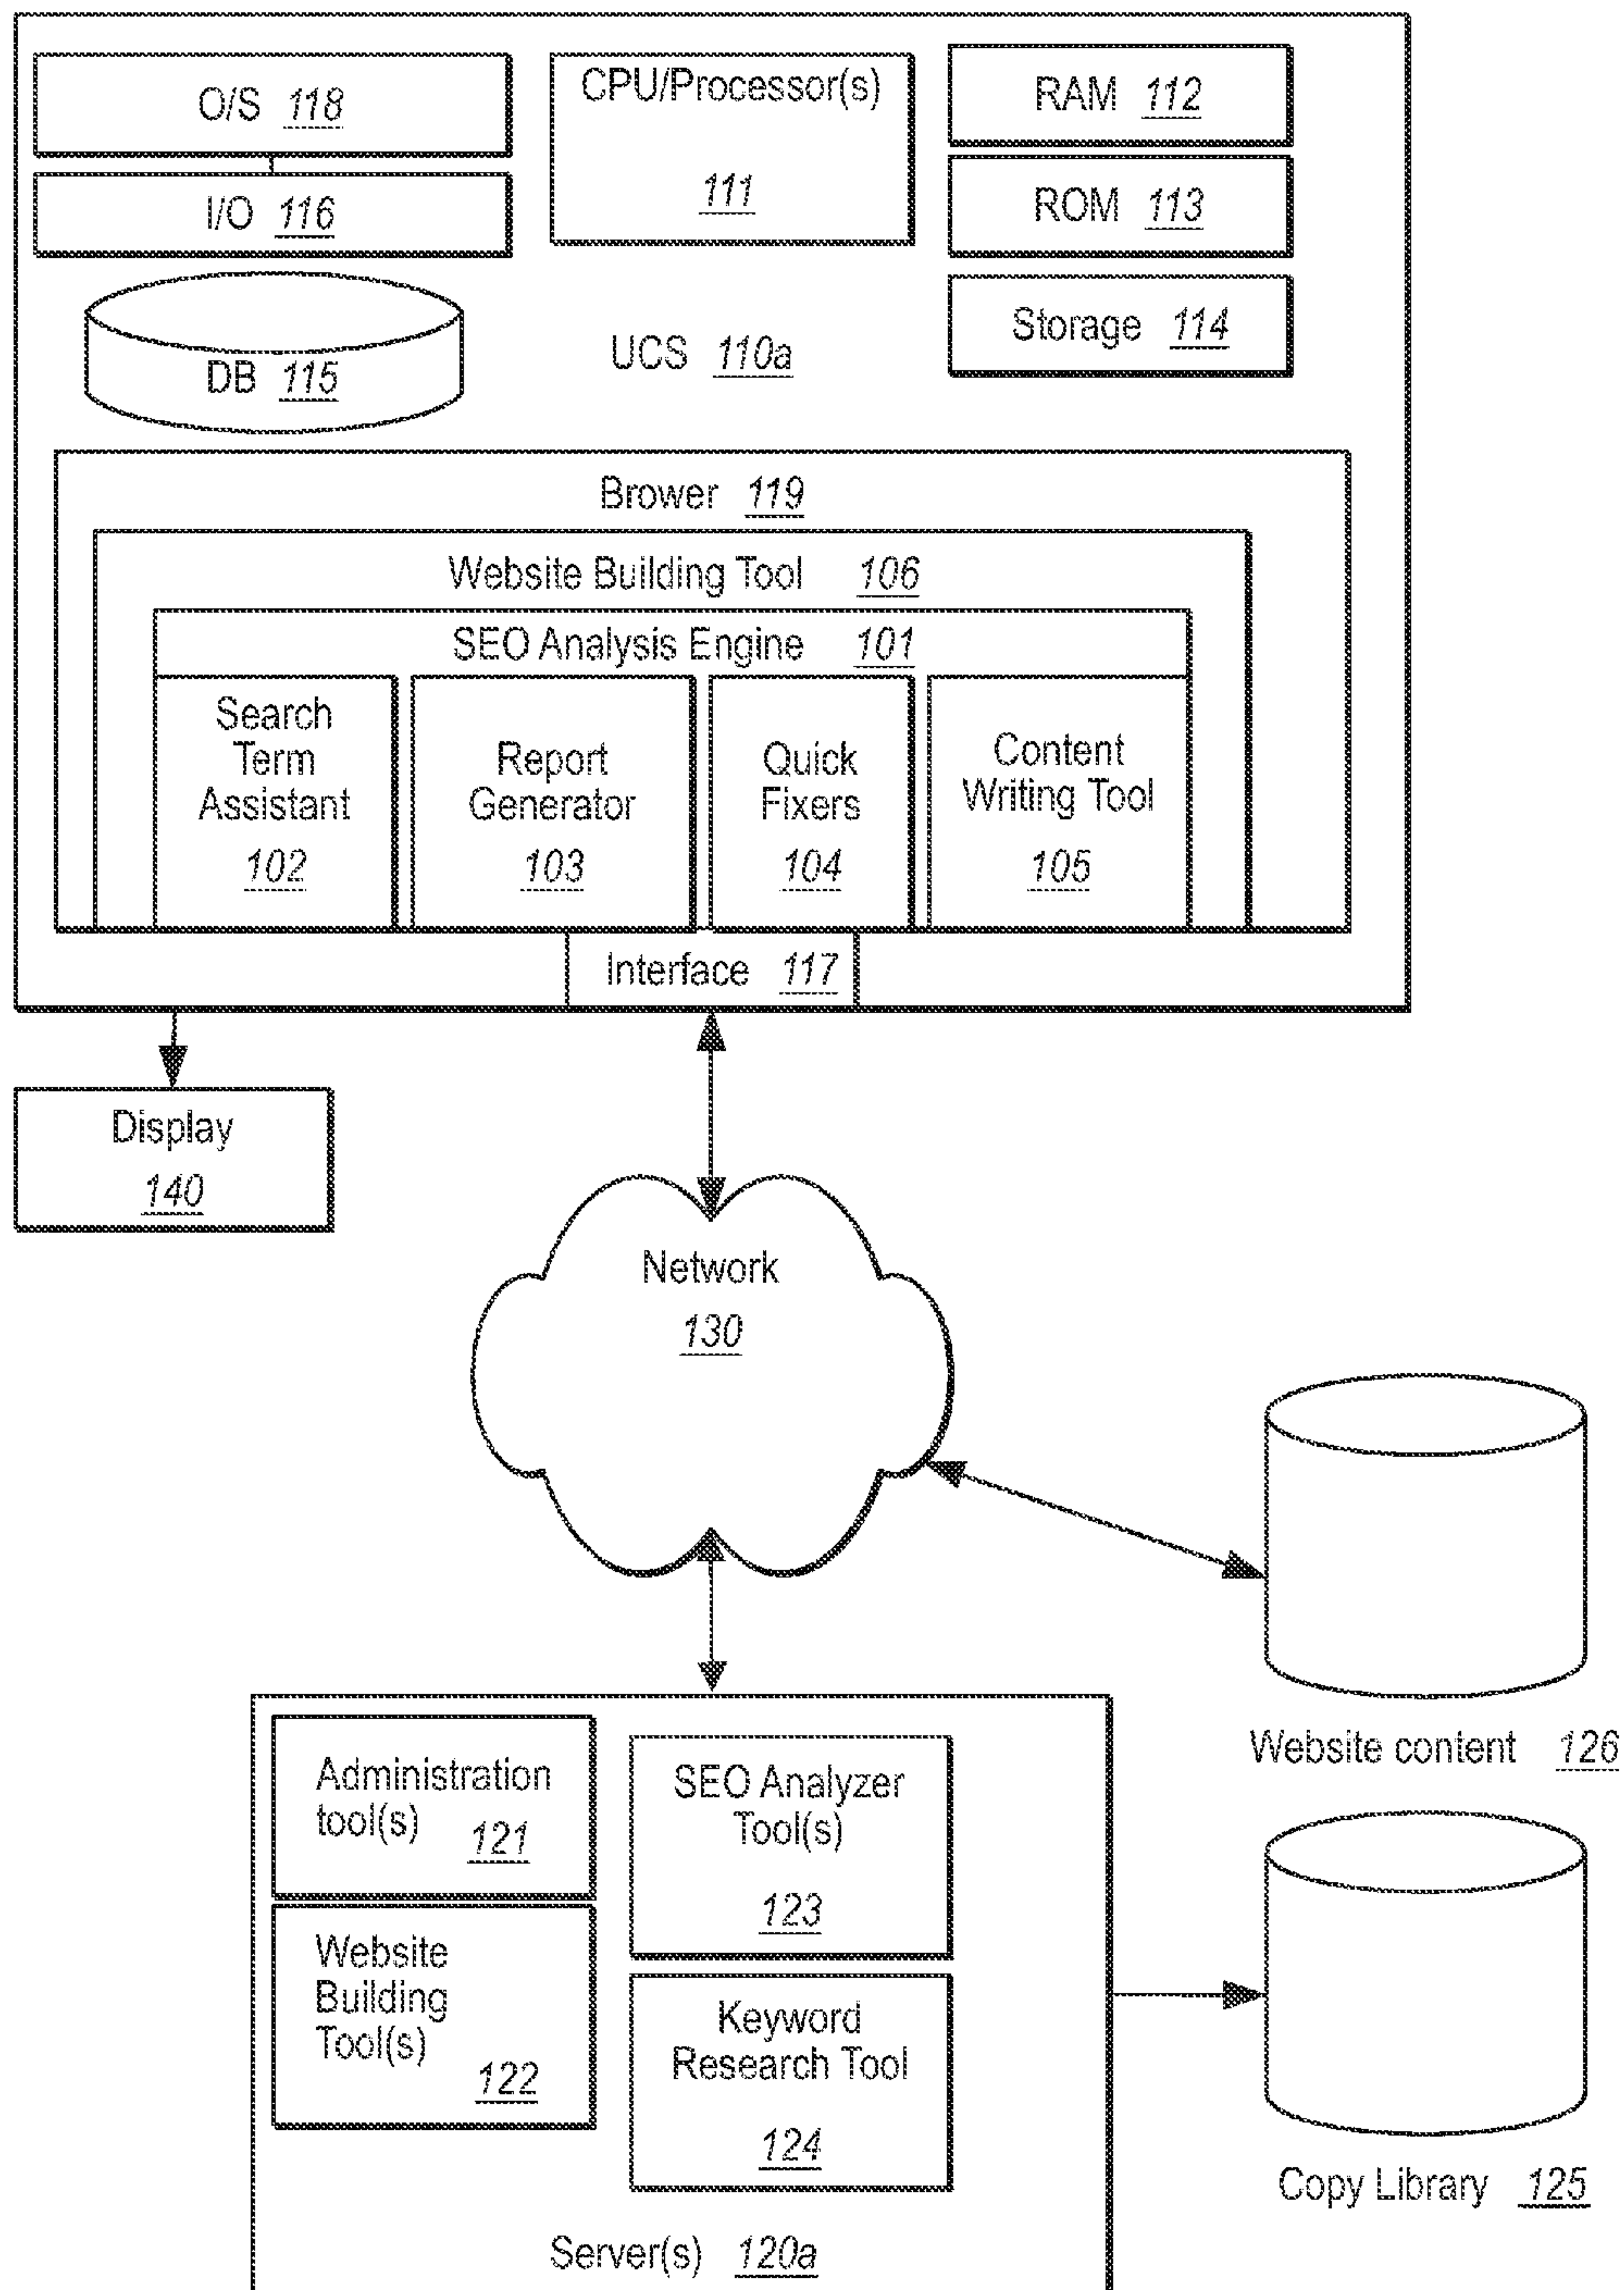 O/S 118
CPU/Processor(s)
111
RAM 112
I/O 116
ROM 113
Storage 114
DB 115
UCS 110a
Brower 119
Website Building Tool 106
SEO Analysis Engine 101
Search
Term
Assistant
102
Report
Generator
103
Quick
Fixers
104
Content
Writing Tool
105
Interface 117
Display
140
Network
130
Website content 126
Administration
tool(s)
121
SEO Analyzer
Tool(s)
123
Website
Building
Tool(s)
122
Keyword
Research Tool
124
Copy Library 125
Server(s) 120a